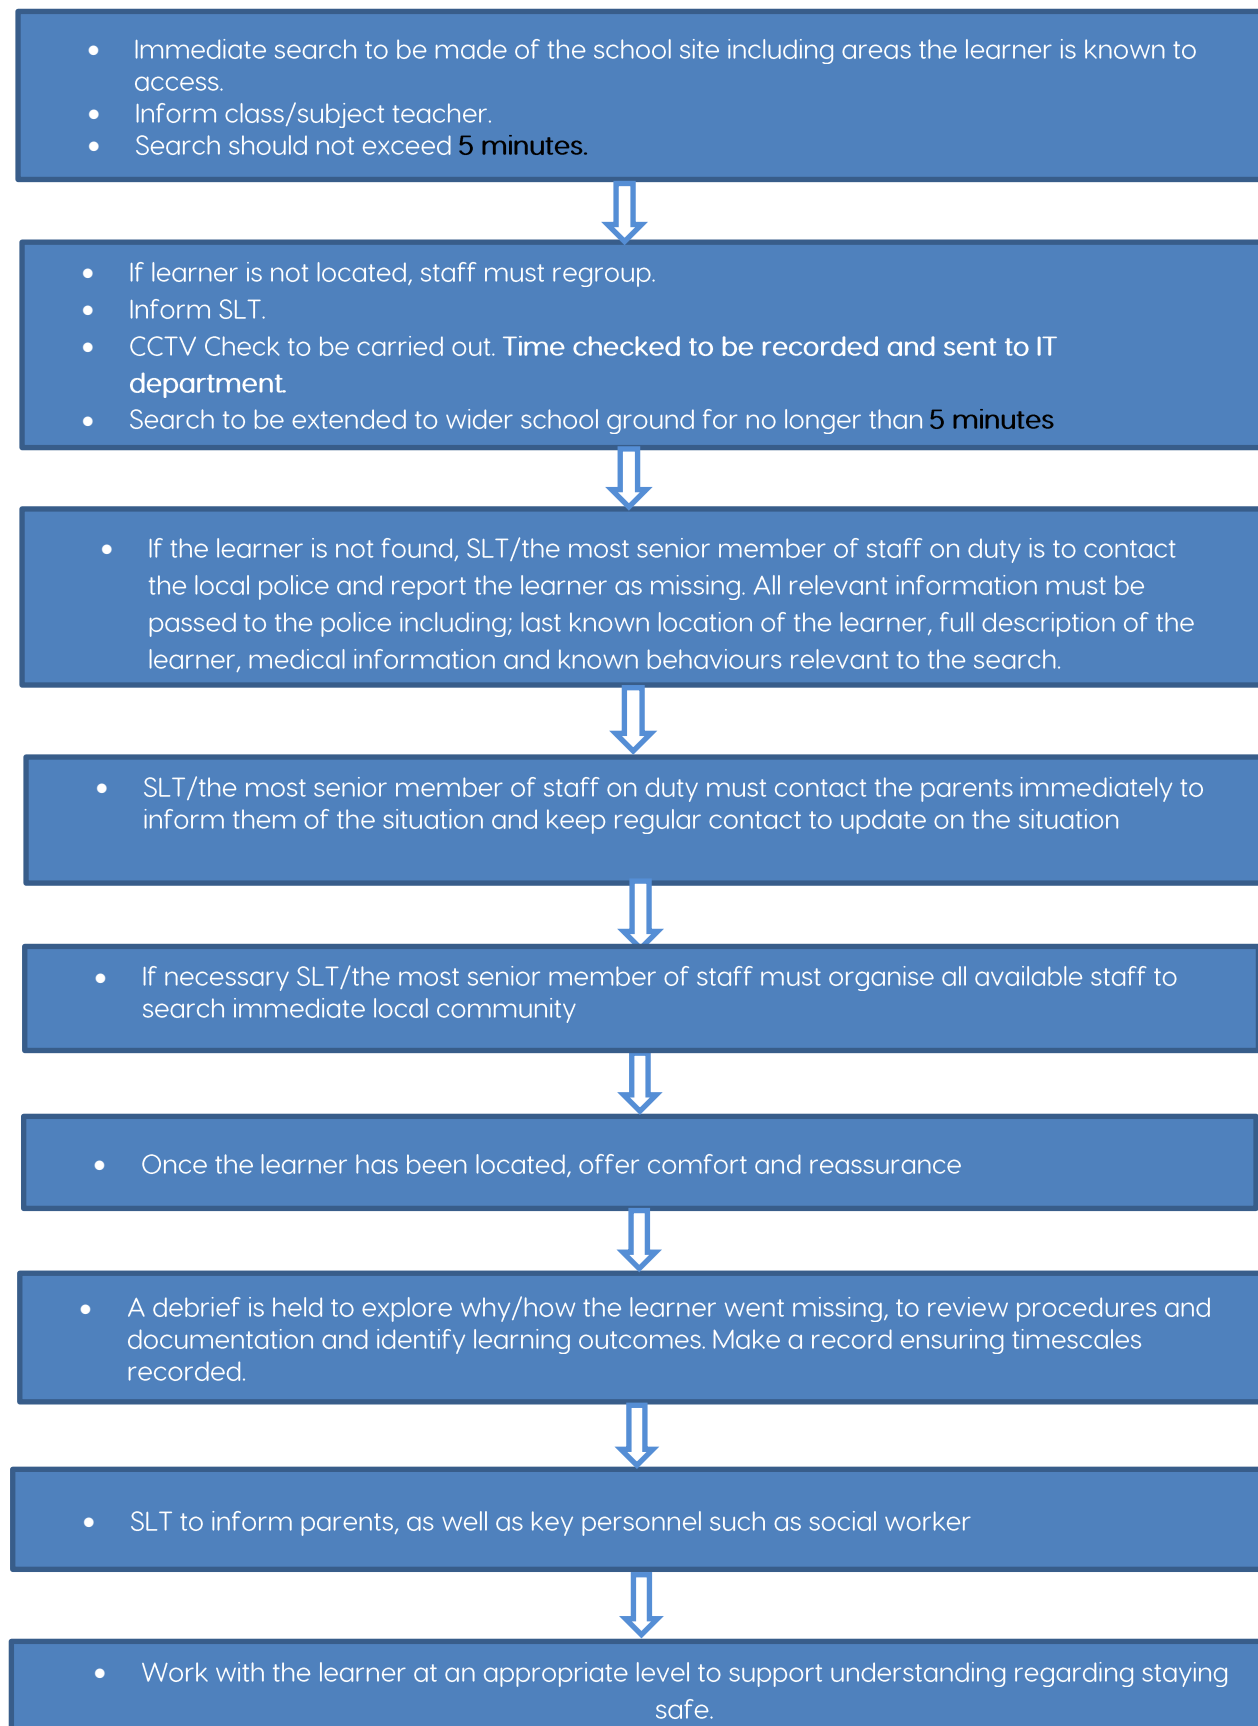 • Immediate search to be made of the school site including areas the learner is known to
access.
• Inform class/subject teacher.
• Search should not exceed 5 minutes.
• If learner is not located, staff must regroup.
• Inform SLT.
• CCTV Check to be carried out. Time checked to be recorded and sent to IT
department.
• Search to be extended to wider school ground for no longer than 5 minutes
• If the learner is not found, SLT/the most senior member of staff on duty is to contact
the local police and report the learner as missing. All relevant information must be
passed to the police including; last known location of the learner, full description of the
learner, medical information and known behaviours relevant to the search.
• SLT/the most senior member of staff on duty must contact the parents immediately to
inform them of the situation and keep regular contact to update on the situation
• If necessary SLT/the most senior member of staff must organise all available staff to
search immediate local community
• Once the learner has been located, offer comfort and reassurance
• A debrief is held to explore why/how the learner went missing, to review procedures and
documentation and identify learning outcomes. Make a record ensuring timescales
recorded.
• SLT to inform parents, as well as key personnel such as social worker
• Work with the learner at an appropriate level to support understanding regarding staying
safe.